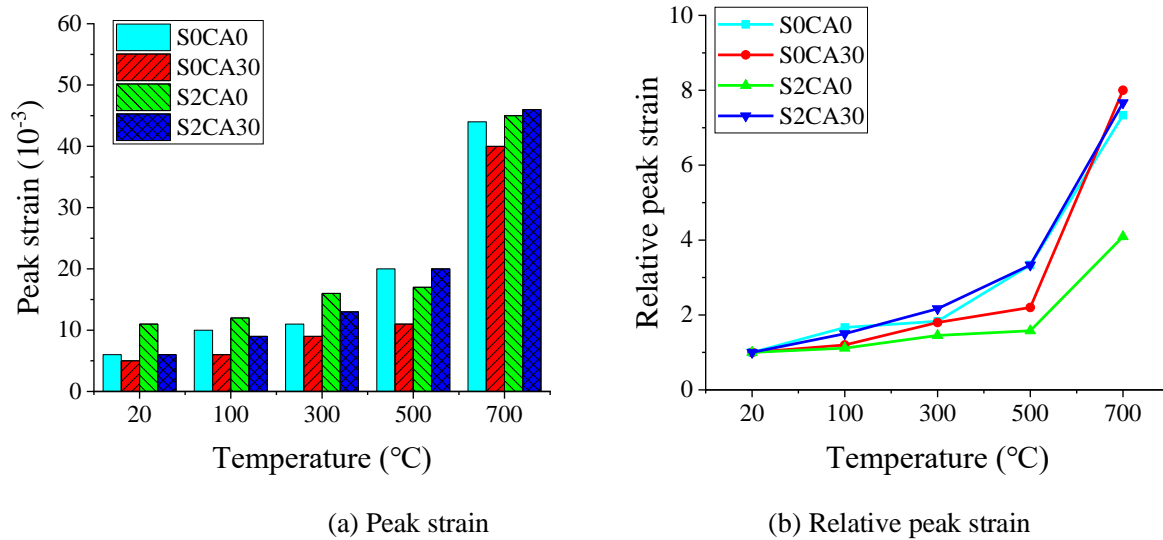 60
50
40
30
20
10
0
Peak strain (10-3)
S0CA0
S0CA30
S2CA0
S2CA30
20 100 300 500 700
Temperature (°C)
(a) Peak strain
10
8
6
4
2
0
Relative peak strain
S0CA0
S0CA30
S2CA0
S2CA30
20 100 300 500 700
Temperature (°C)
(b) Relative peak strain